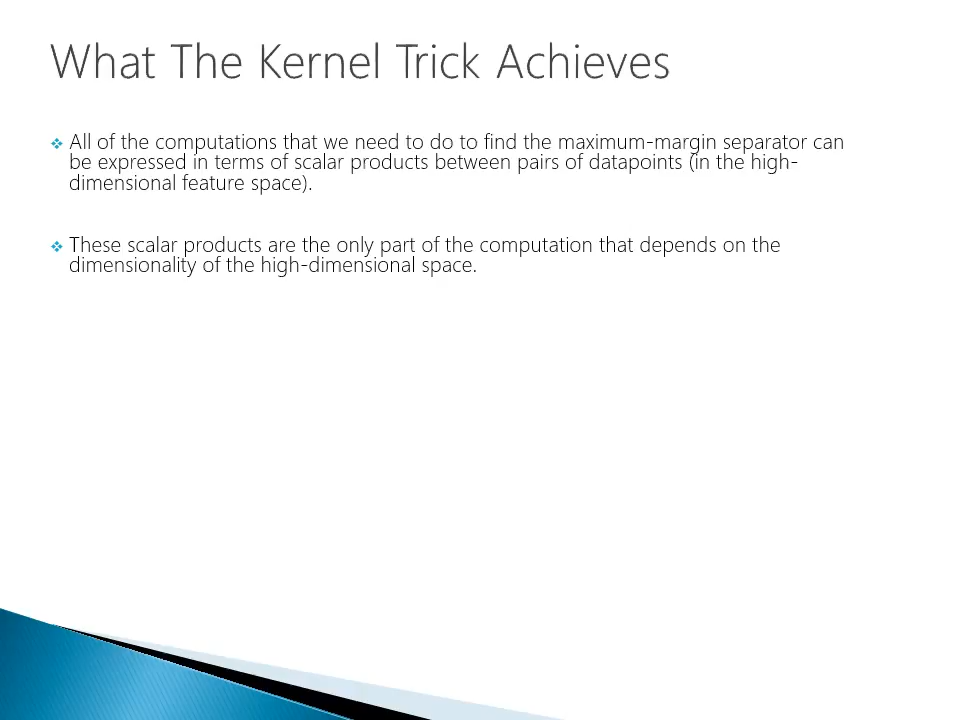 What The Kernel Trick Achieves
❖ All of the computations that we need to do to find the maximum-margin separator can
be expressed in terms of scalar products between pairs of datapoints (in the high-
dimensional feature space).
❖ These scalar products are the only part of the computation that depends on the
dimensionality of the high-dimensional space.